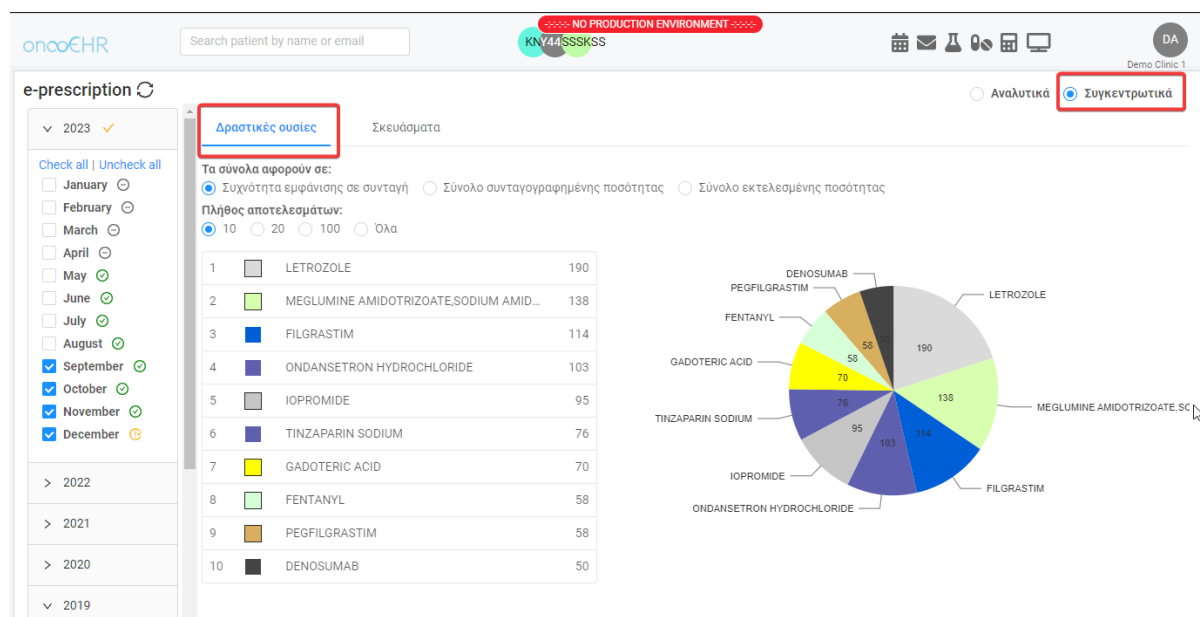 -:-:-:- NO PRODUCTION ENVIRONMENT -:-:-:-
oncoEHR
Search patient by name or email
KN Y44 SSSKSS
DA
Demo Clinic 1
e-prescription
Αναλυτικά
Συγκεντρωτικά
2023
Check all | Uncheck all
January
February
March
April
May
June
July
August
September
October
November
December
2022
2021
2020
2019
Δραστικές ουσίες
Σκευάσματα
Τα σύνολα αφορούν σε:
Συχνότητα εμφάνισης σε συνταγή Σύνολο συνταγογραφημένης ποσότητας Σύνολο εκτελεσμένης ποσότητας
Πλήθος αποτελεσμάτων:
10 20 100 Όλα
1 LETROZOLE 190
2 MEGLUMINE AMIDOTRIZOATE,SODIUM AMID... 138
3 FILGRASTIM 114
4 ONDANSETRON HYDROCHLORIDE 103
5 IOPROMIDE 95
6 TINZAPARIN SODIUM 76
7 GADOTERIC ACID 70
8 FENTANYL 58
9 PEGFILGRASTIM 58
10 DENOSUMAB 50
DENOSUMAB
PEGFILGRASTIM
LETROZOLE
FENTANYL
GADOTERIC ACID
MEGLUMINE AMIDOTRIZOATE,SC
TINZAPARIN SODIUM
IOPROMIDE
FILGRASTIM
ONDANSETRON HYDROCHLORIDE
50
58
190
58
70
76
138
95
114
103